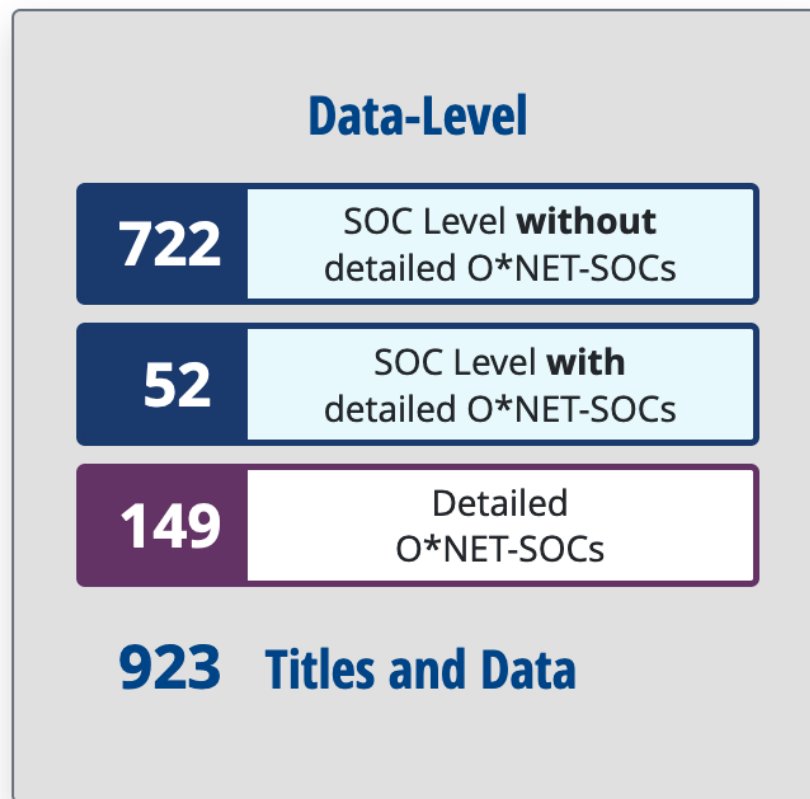 Data-Level
722
SOC Level without
detailed O*NET-SOCs
52
SOC Level with
detailed O*NET-SOCs
149
Detailed
O*NET-SOCs
923 Titles and Data